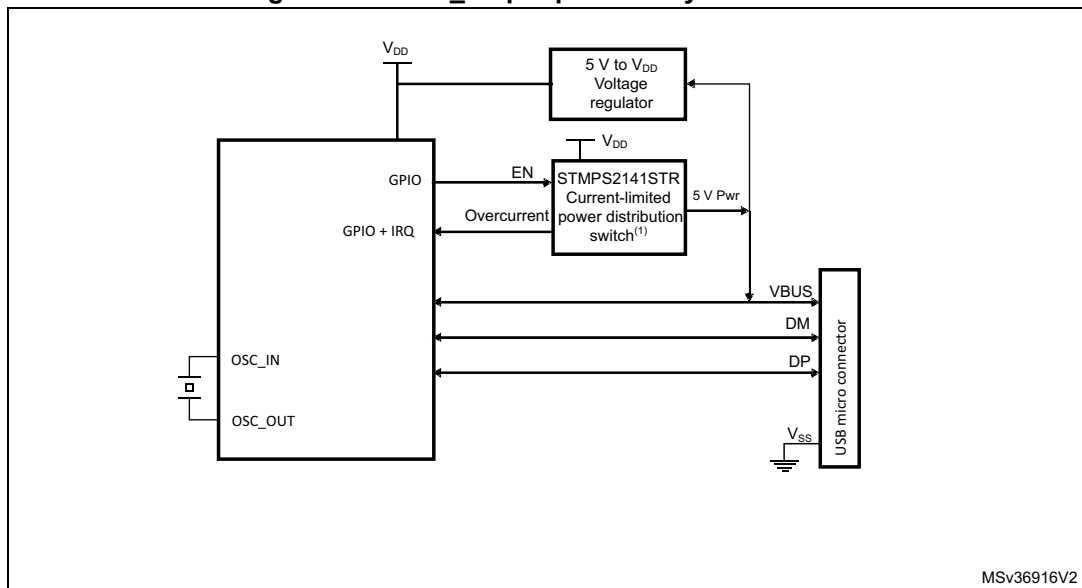 V_DD
5 V to V_DD
Voltage
regulator
V_DD
GPIO
EN
STMPS2141STR
Current-limited
power distribution
switch(1)
5 V Pwr
Overcurrent
GPIO + IRQ
VBUS
DM
DP
OSC_IN
OSC_OUT
V_SS
USB micro connector
MSv36916V2